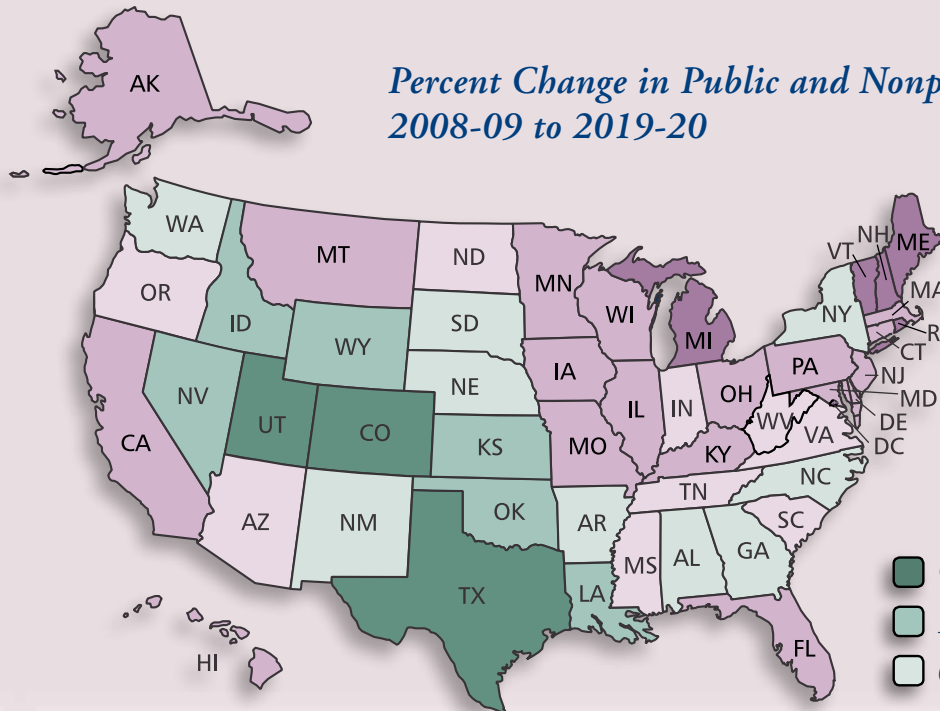 AK
Percent Change in Public and Nonp
2008-09 to 2019-20
WA
MT
ND
MN
VT
NH
ME
OR
ID
SD
WI
MI
NY
MA
R
CT
WY
IA
PA
NJ
NV
NE
IL
IN
OH
MD
UT
CO
DE
CA
KS
MO
KY
WV
VA
DC
AZ
NM
OK
AR
TN
NC
SC
MS
AL
GA
TX
LA
HI
FL